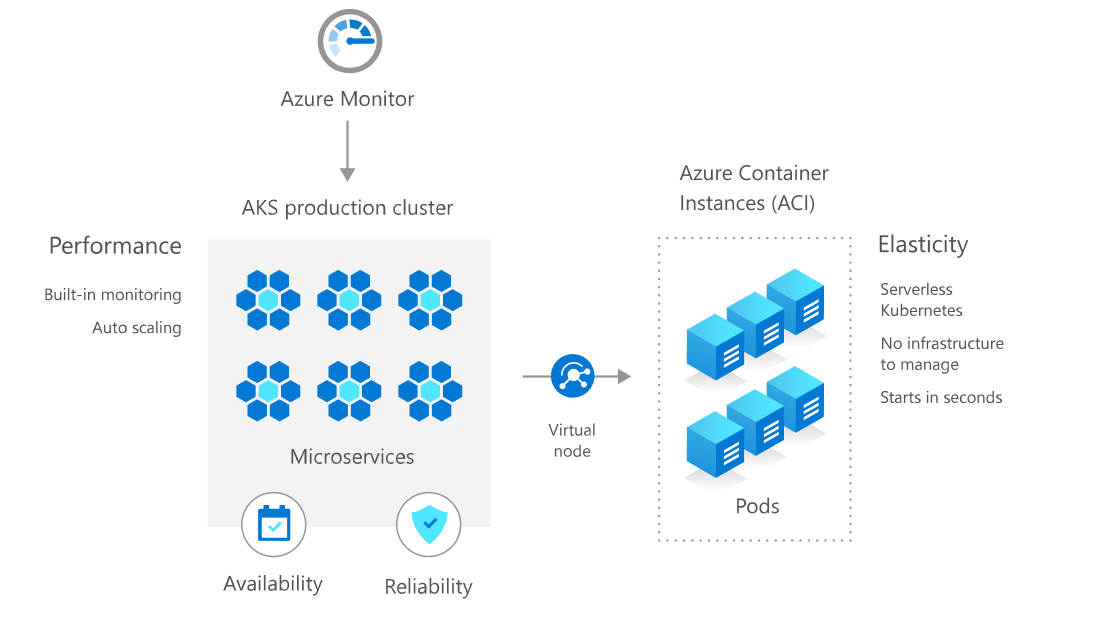 Azure Monitor
AKS production cluster
Performance
Built-in monitoring
Auto scaling
Microservices
Availability
Reliability
Virtual
node
Azure Container
Instances (ACI)
Pods
Elasticity
Serverless
Kubernetes
No infrastructure
to manage
Starts in seconds